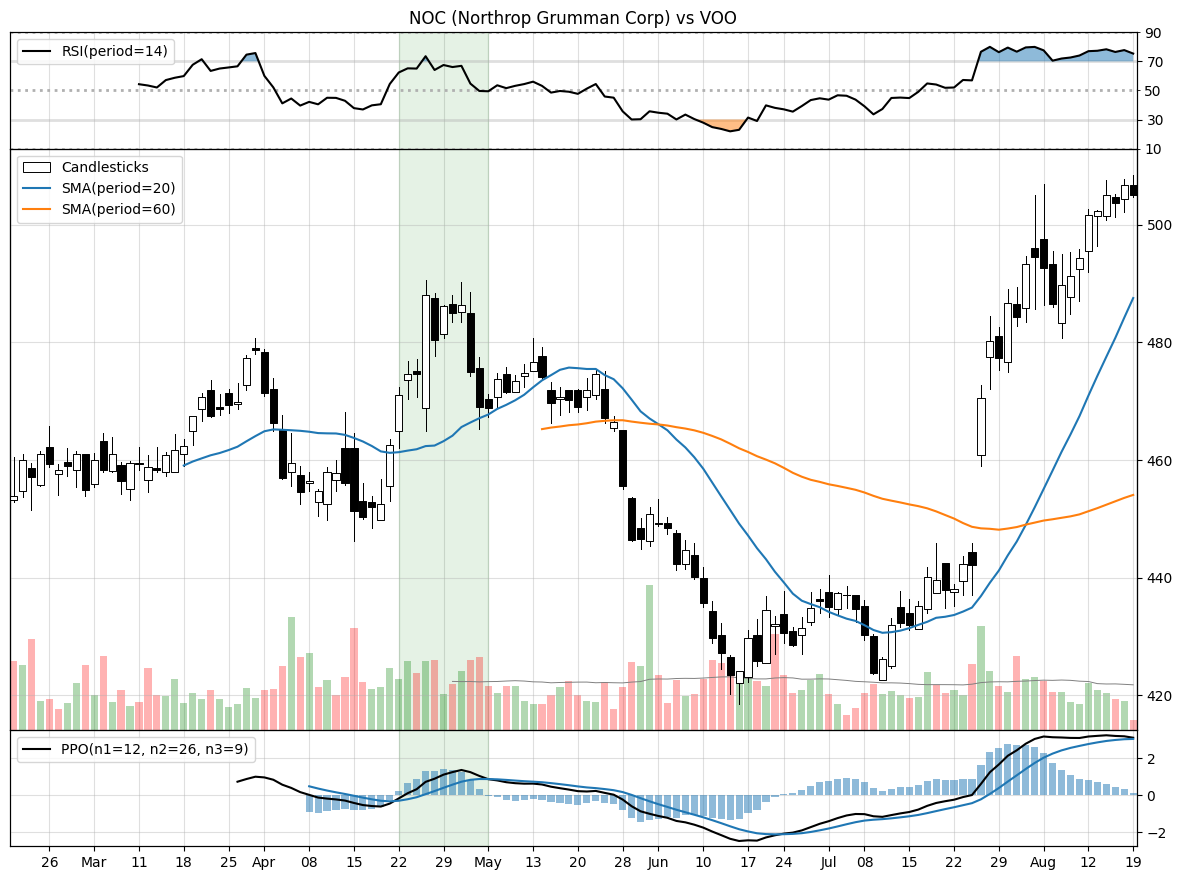 NOC (Northrop Grumman Corp) vs VOO
RSI(period=14)
90
70
50
30
10
Candlesticks
SMA(period=20)
SMA(period=60)
500
480
460
440
420
PPO(n1=12, n2=26, n3=9)
2
0
−2
26 Mar 11 18 25 Apr 08 15 22 29 May 13 20 28 Jun 10 17 24 Jul 08 15 22 29 Aug 12 19